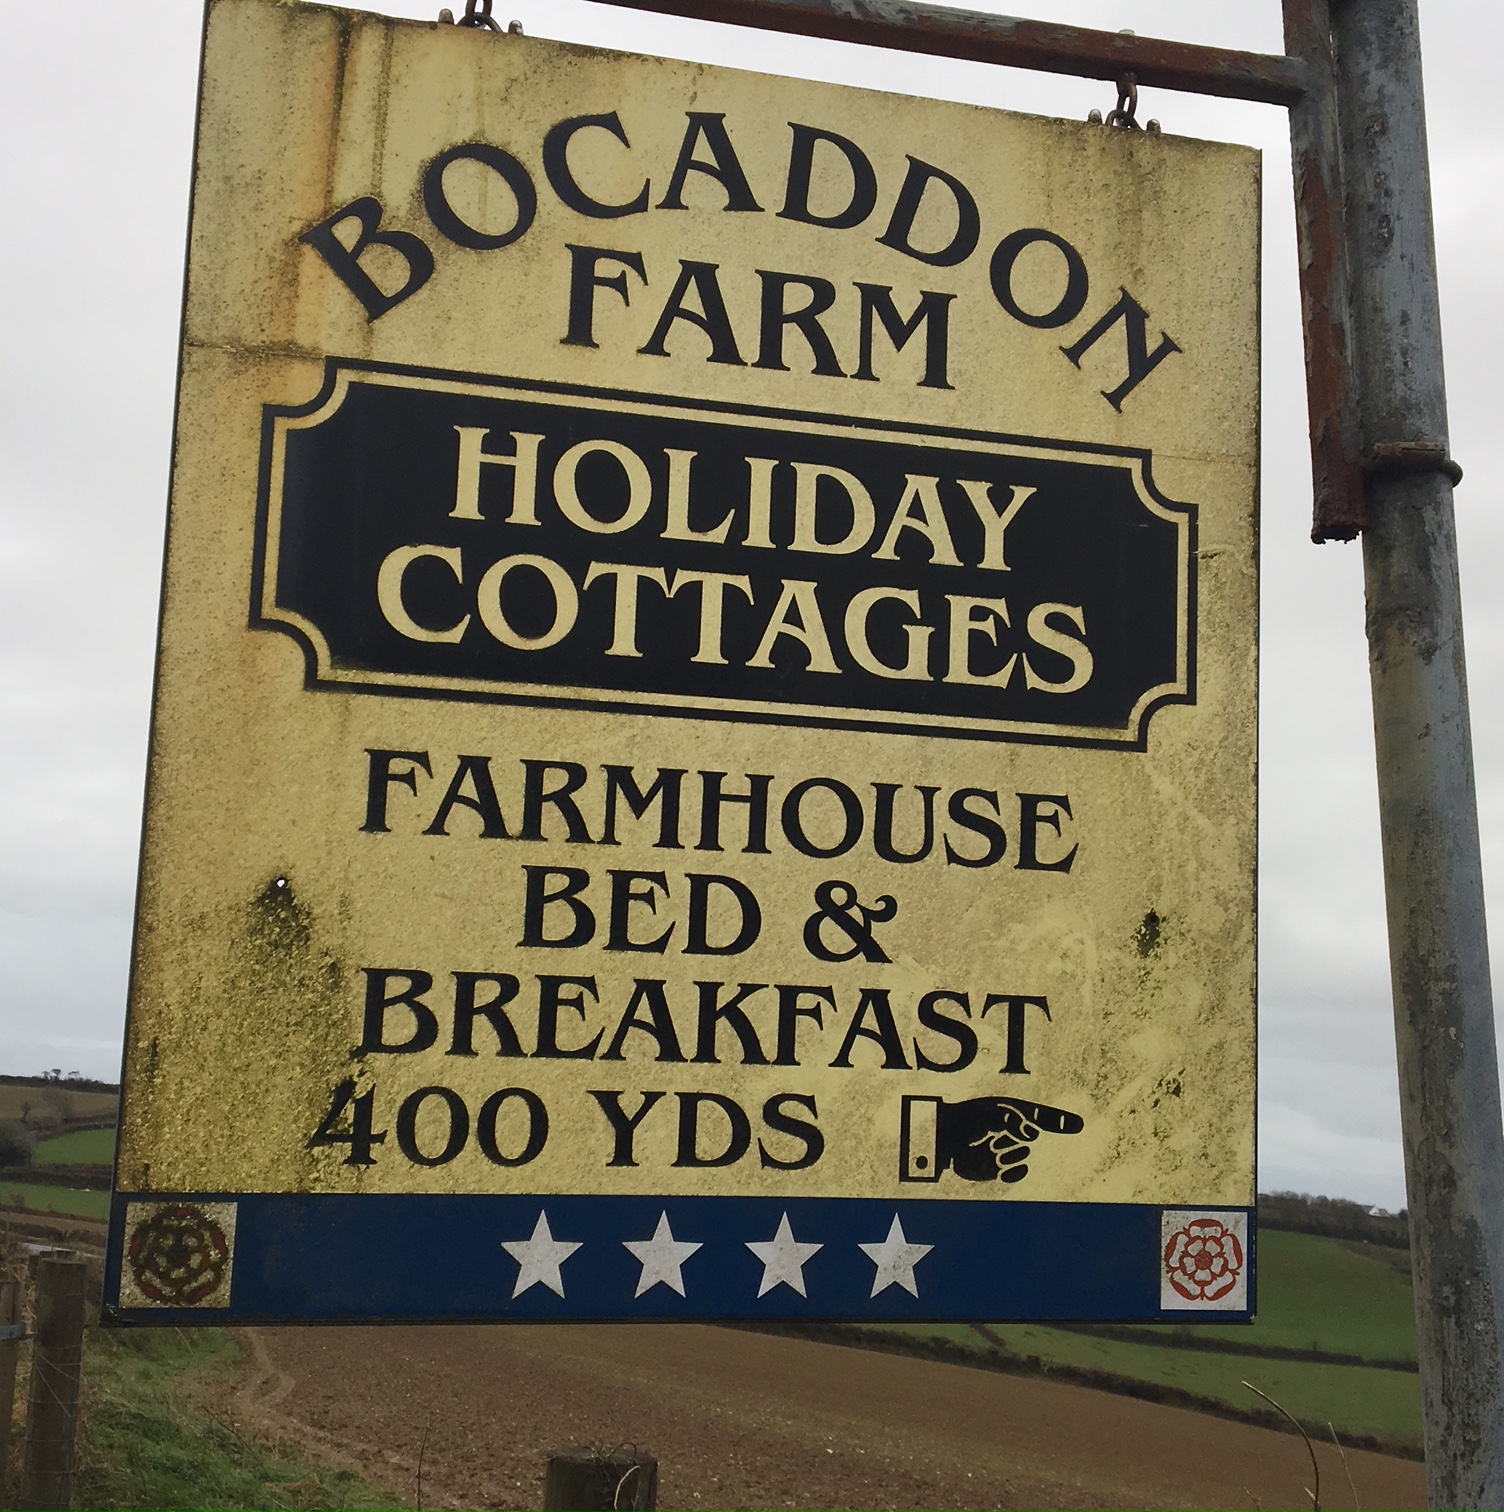 BOCADDON
FARM
HOLIDAY
COTTAGES
FARMHOUSE
BED &
BREAKFAST
400 YDS